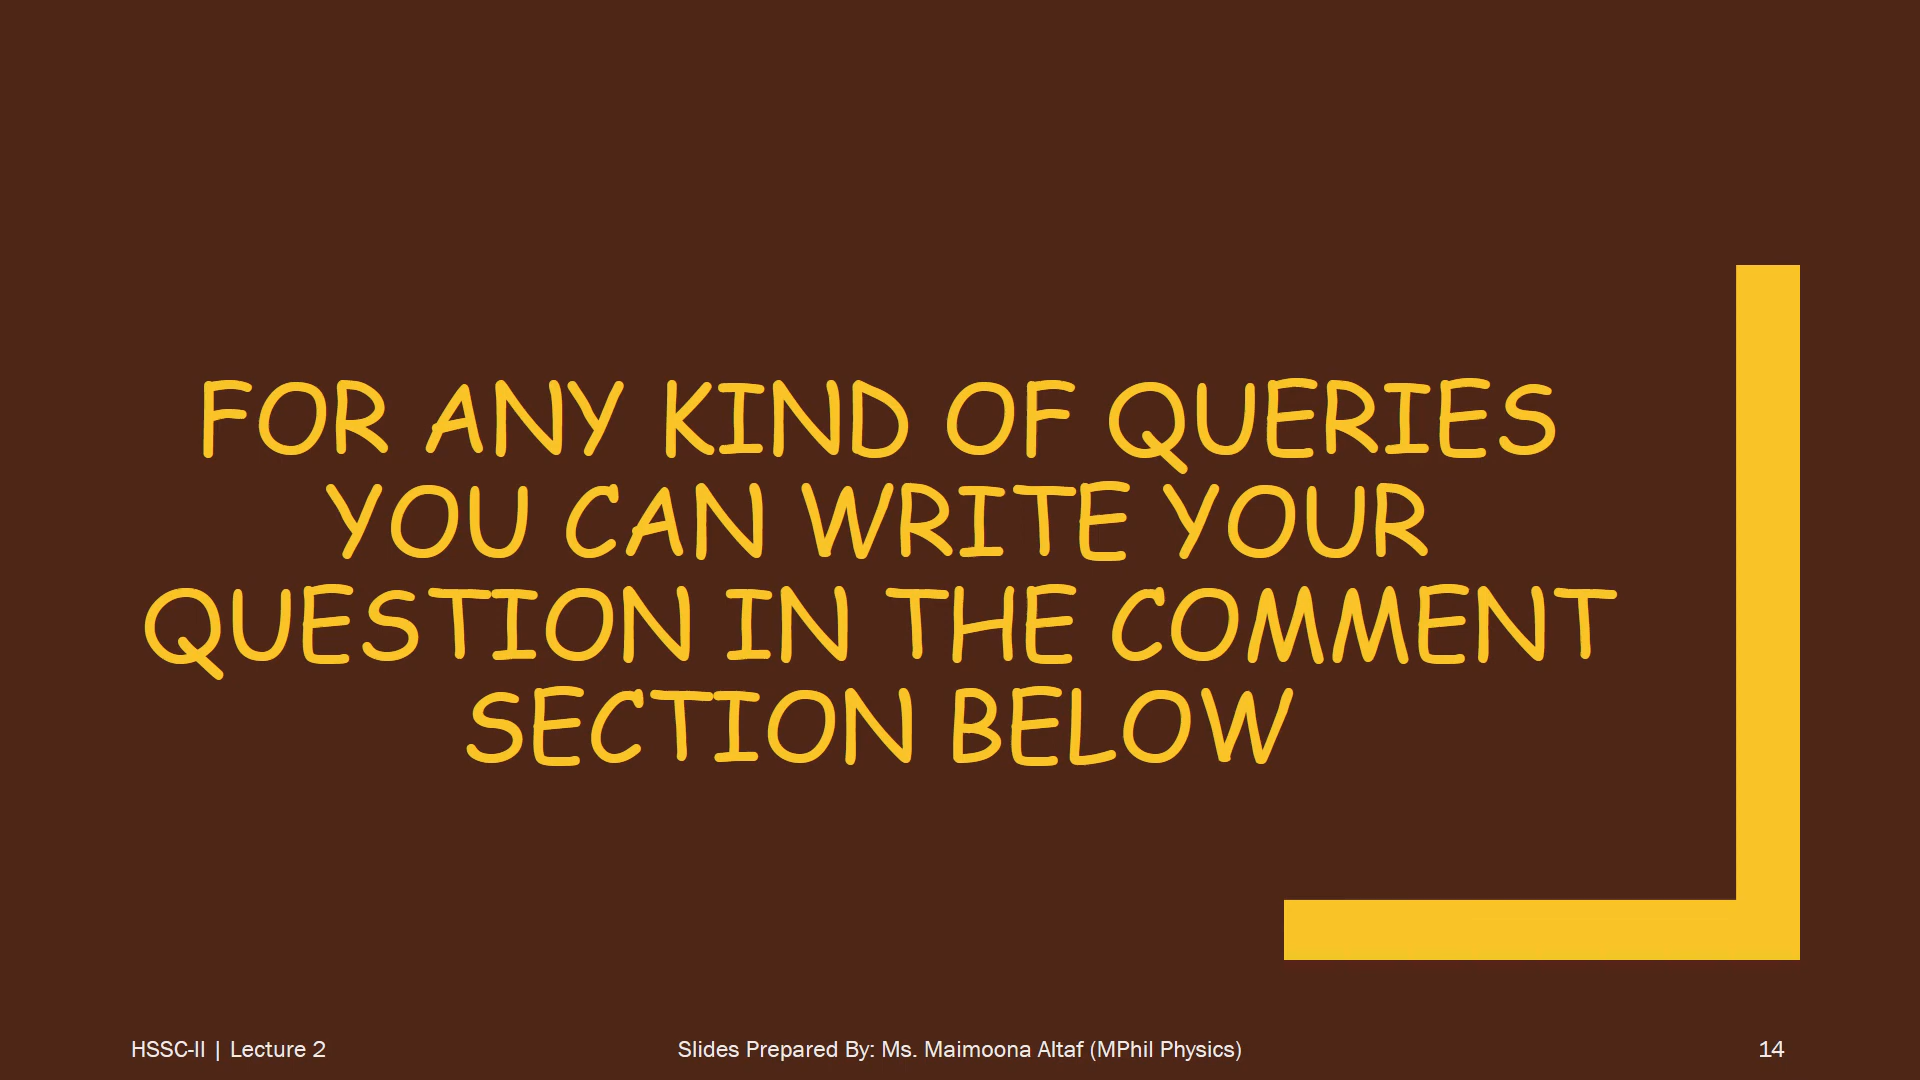 FOR ANY KIND OF QUERIES
YOU CAN WRITE YOUR
QUESTION IN THE COMMENT
SECTION BELOW
HSSC-II | Lecture 2
Slides Prepared By: Ms. Maimoona Altaf (MPhil Physics)
14